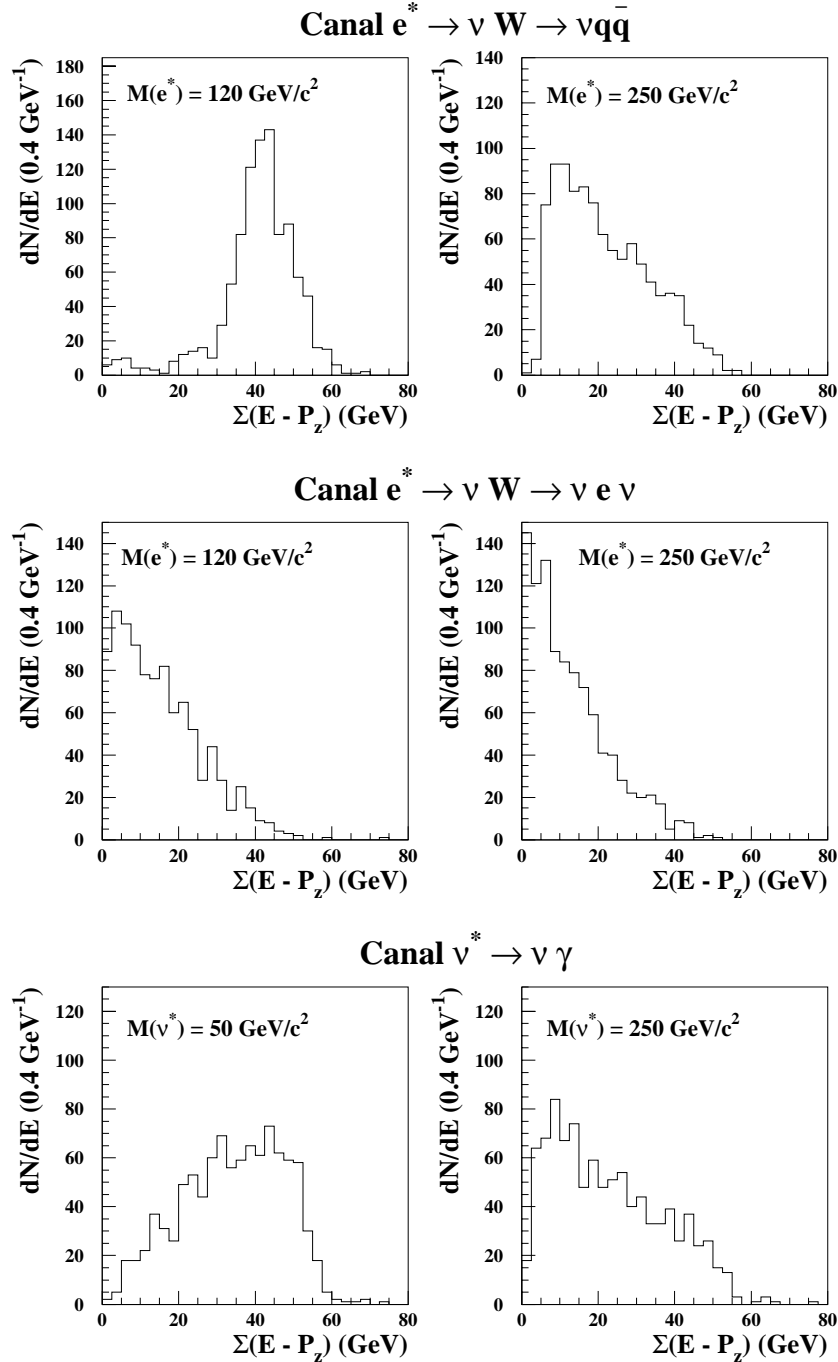 Canal e* → ν W → νqq̄
dN/dE (0.4 GeV⁻¹)
M(e*) = 120 GeV/c²
180
160
140
120
100
80
60
40
20
0
0 20 40 60 80
Σ(E - P_z) (GeV)
dN/dE (0.4 GeV⁻¹)
M(e*) = 250 GeV/c²
140
120
100
80
60
40
20
0
0 20 40 60 80
Σ(E - P_z) (GeV)
Canal e* → ν W → ν e ν
dN/dE (0.4 GeV⁻¹)
M(e*) = 120 GeV/c²
140
120
100
80
60
40
20
0
0 20 40 60 80
Σ(E - P_z) (GeV)
dN/dE (0.4 GeV⁻¹)
M(e*) = 250 GeV/c²
140
120
100
80
60
40
20
0
0 20 40 60 80
Σ(E - P_z) (GeV)
Canal ν* → ν γ
dN/dE (0.4 GeV⁻¹)
M(ν*) = 50 GeV/c²
120
100
80
60
40
20
0
0 20 40 60 80
Σ(E - P_z) (GeV)
dN/dE (0.4 GeV⁻¹)
M(ν*) = 250 GeV/c²
120
100
80
60
40
20
0
0 20 40 60 80
Σ(E - P_z) (GeV)